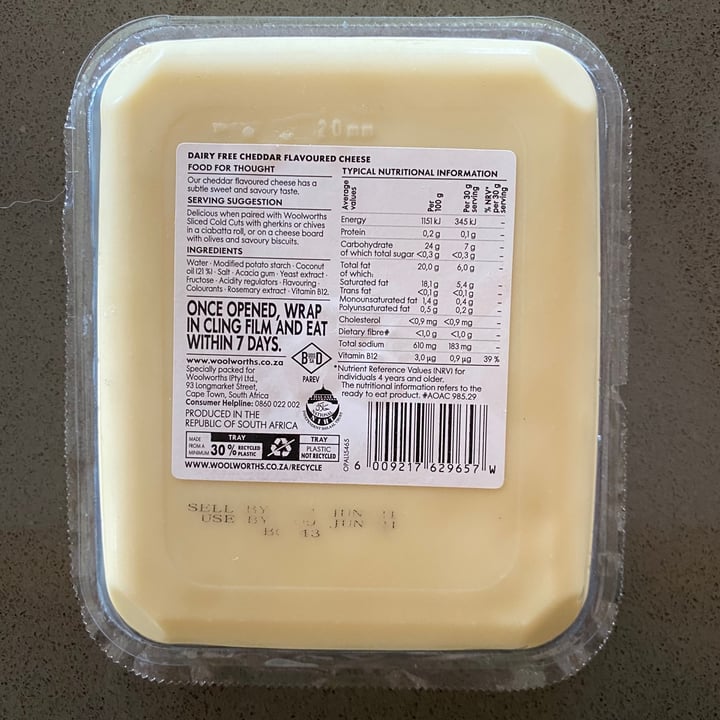 20mm
DAIRY FREE CHEDDAR FLAVOURED CHEESE
FOOD FOR THOUGHT
Our cheddar flavoured cheese has a
subtle sweet and savoury taste.
SERVING SUGGESTION
Delicious when paired with Woolworths
Sliced Cold Cuts with gherkins or chives
in a ciabatta roll, or on a cheese board
with olives and savoury biscuits.
INGREDIENTS
Water · Modified potato starch · Coconut
oil (21 %) · Salt · Acacia gum · Yeast extract ·
Fructose · Acidity regulators · Flavouring ·
Colourants · Rosemary extract · Vitamin B12.
ONCE OPENED, WRAP
IN CLING FILM AND EAT
WITHIN 7 DAYS.
www.woolworths.co.za
Specially packed for
Woolworths (Pty) Ltd.,
93 Longmarket Street,
Cape Town, South Africa
Consumer Helpline: 0860 022 002
PRODUCED IN THE
REPUBLIC OF SOUTH AFRICA
B D
PAREV
MADE FROM A MINIMUM
TRAY
30% RECYCLED PLASTIC
TRAY
PLASTIC
NOT RECYCLED
WWW.WOOLWORTHS.CO.ZA/RECYCLE
TYPICAL NUTRITIONAL INFORMATION
Average values Per 100 g Per 30 g serving % NRV* per 30 g serving
Energy 1151 kJ 345 kJ -
Protein 0,2 g 0,1 g -
Carbohydrate 24 g 7 g -
of which total sugar <0,3 g <0,3 g -
Total fat 20,0 g 6,0 g -
of which:
Saturated fat 18,1 g 5,4 g -
Trans fat <0,1 g <0,1 g -
Monounsaturated fat 1,4 g 0,4 g -
Polyunsaturated fat 0,5 g 0,2 g -
Cholesterol <0,9 mg <0,9 mg -
Dietary fibre# <1,0 g <1,0 g -
Total sodium 610 mg 183 mg -
Vitamin B12 3,0 µg 0,9 µg 39 %
*Nutrient Reference Values (NRV) for
individuals 4 years and older.
The nutritional information refers to the
ready to eat product. #AOAC 985.29
OPAL35465
6 009217 629657 W
SELL BY JUN
USE BY JUN